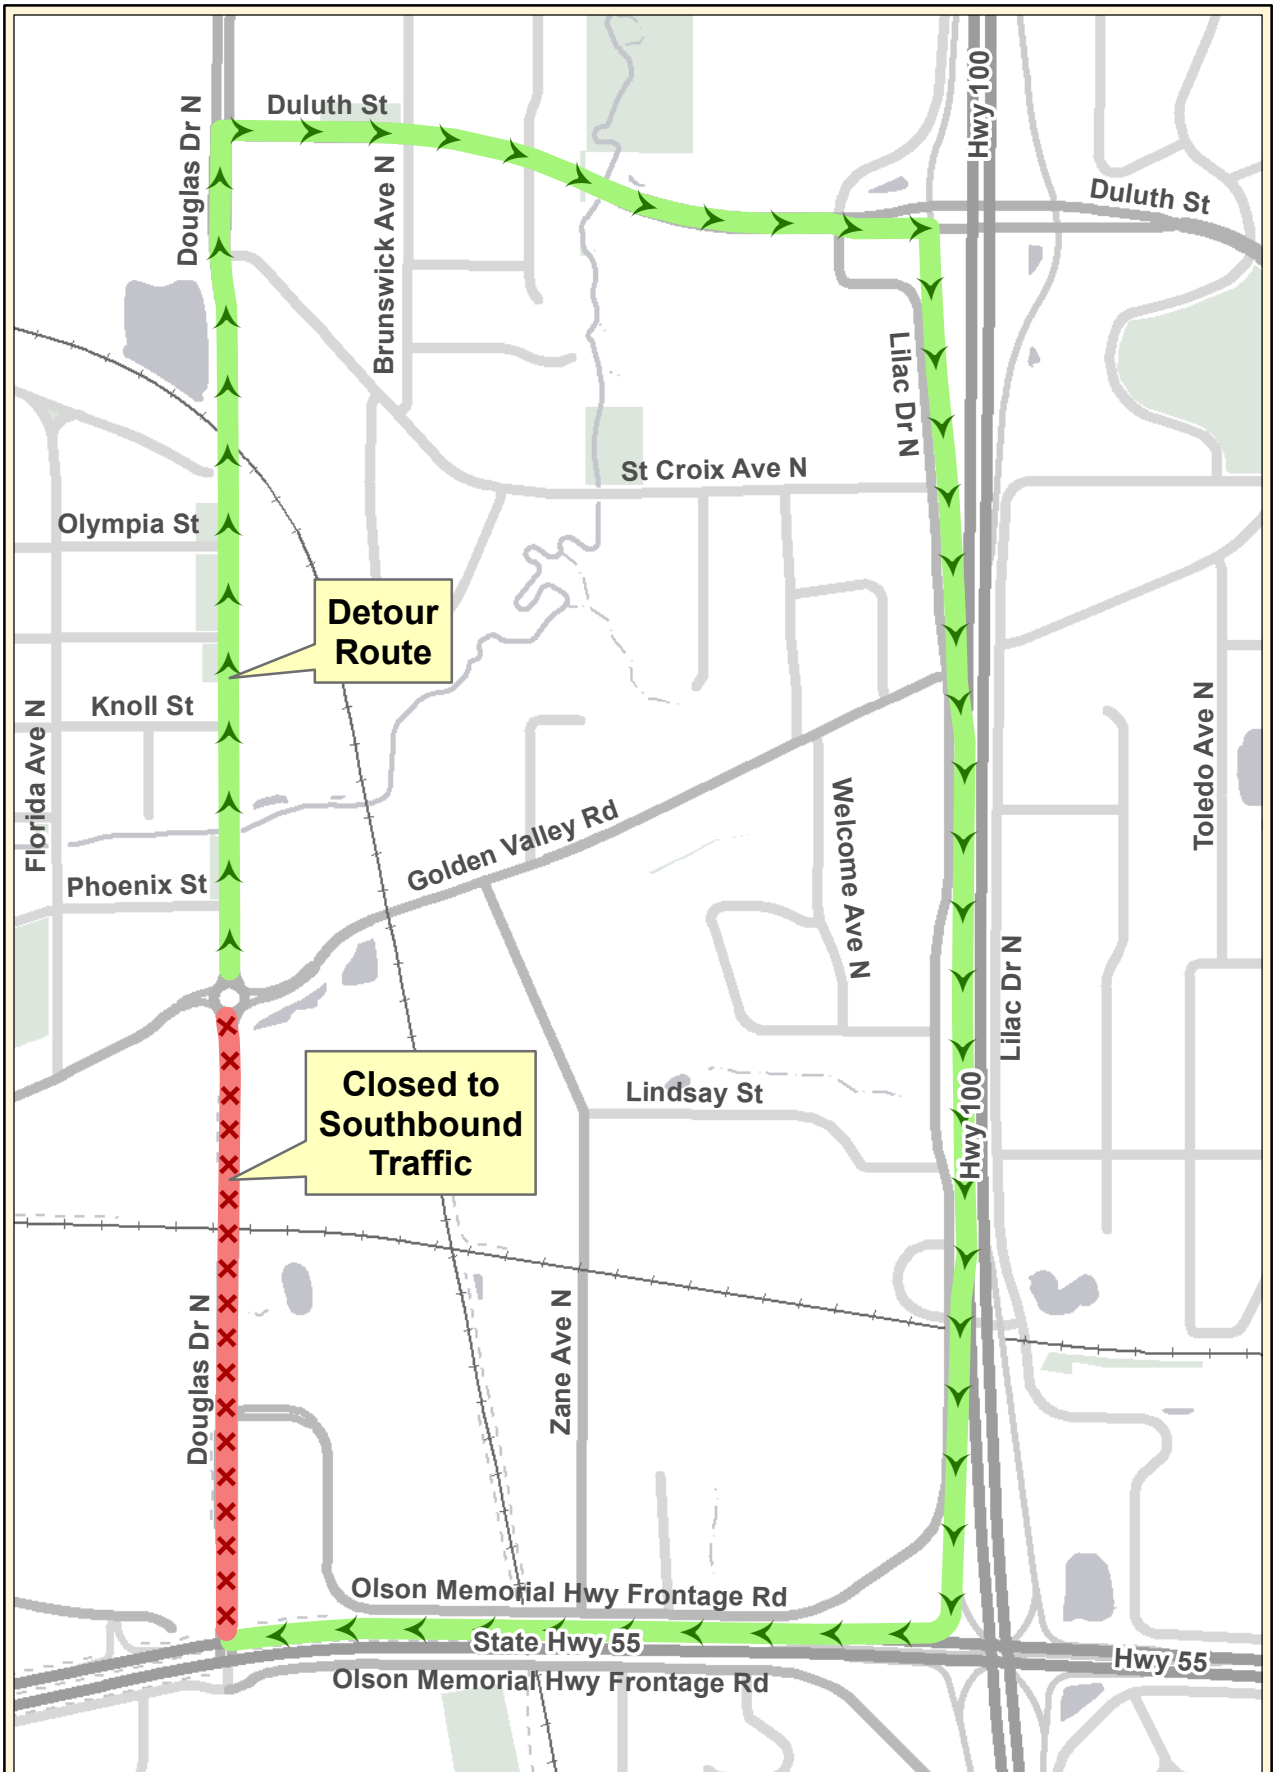 Hwy 100
Duluth St
Douglas Dr N
Brunswick Ave N
Duluth St
Lilac Dr N
St Croix Ave N
Olympia St
Detour
Route
Knoll St
Florida Ave N
Toledo Ave N
Welcome Ave N
Golden Valley Rd
Phoenix St
Lilac Dr N
Closed to
Southbound
Traffic
Lindsay St
Hwy 100
Douglas Dr N
Zane Ave N
Olson Memorial Hwy Frontage Rd
State Hwy 55
Hwy 55
Olson Memorial Hwy Frontage Rd